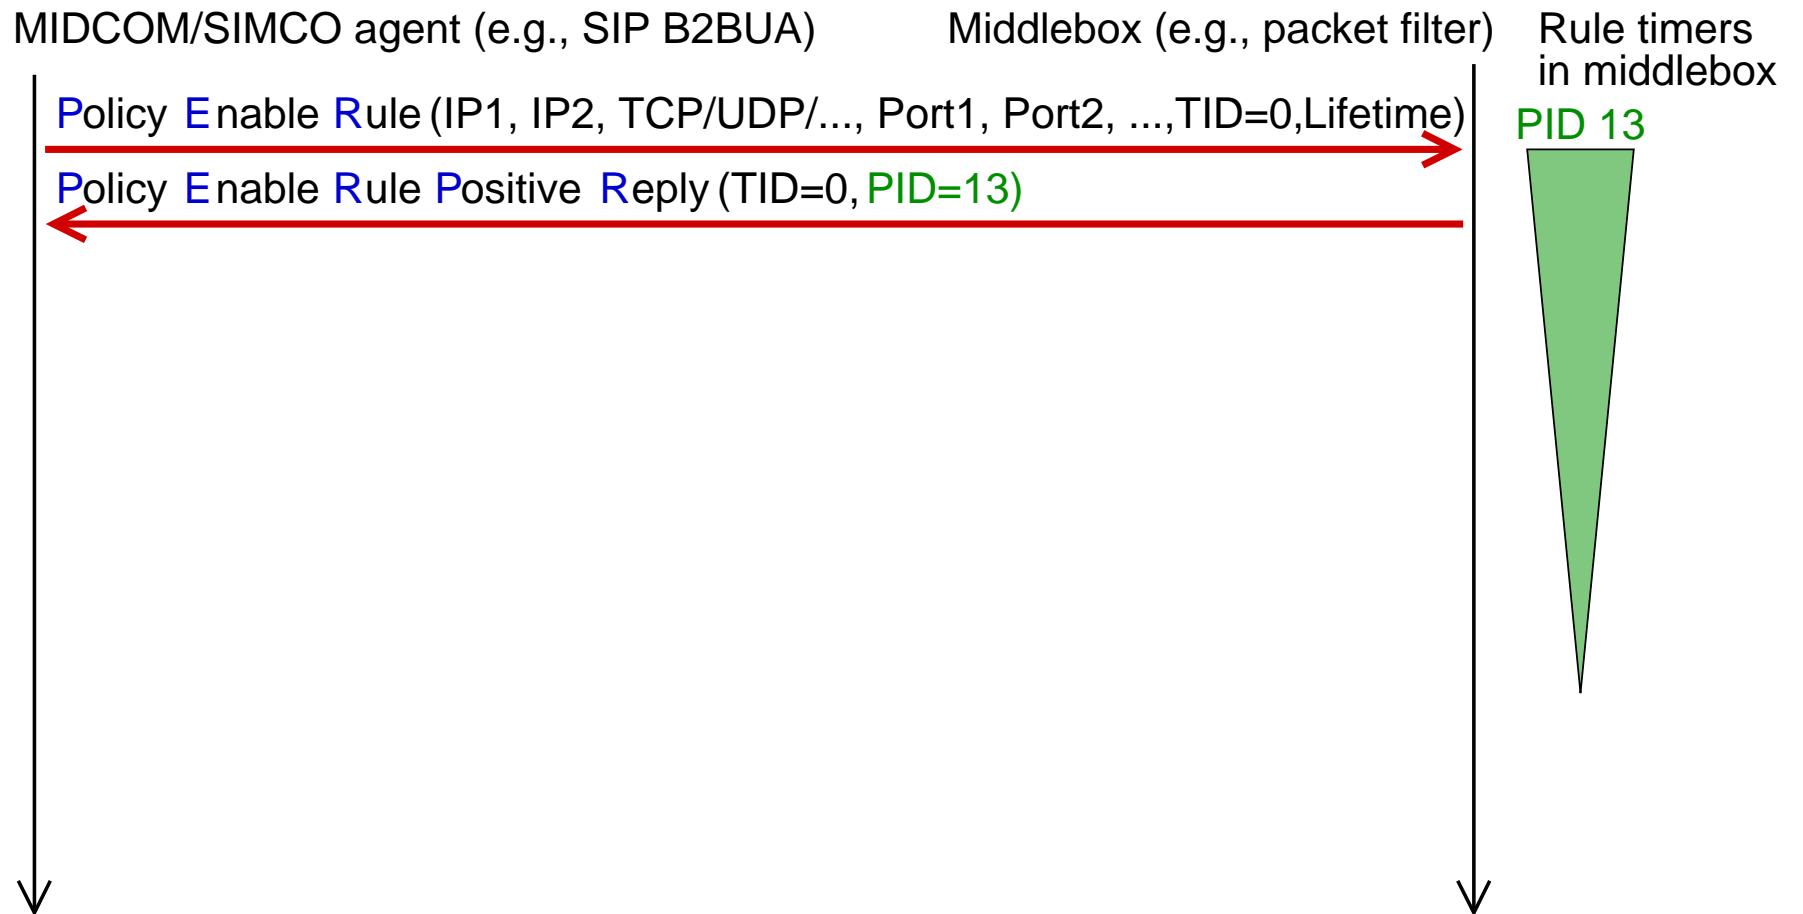 MIDCOM/SIMCO agent (e.g., SIP B2BUA) Middlebox (e.g., packet filter) Rule timers
in middlebox
Policy Enable Rule (IP1, IP2, TCP/UDP/..., Port1, Port2, ...,TID=0,Lifetime)
PID 13
Policy Enable Rule Positive Reply (TID=0, PID=13)